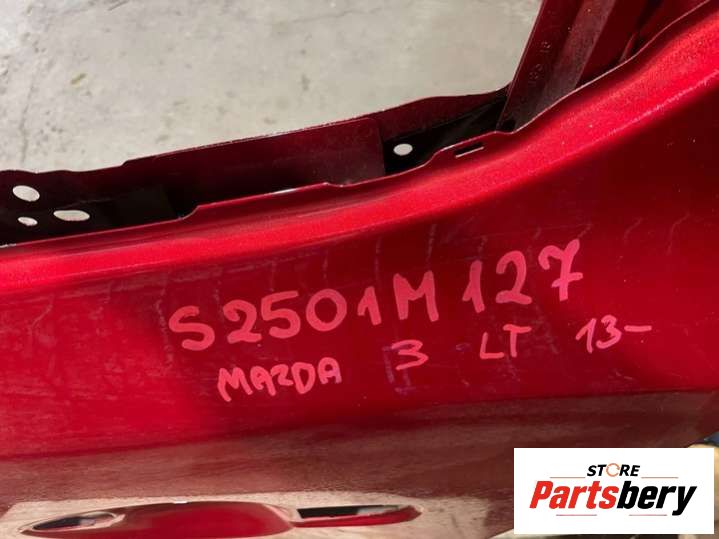 S2501M127
MAZDA 3 LT 13-
STORE
Partsbery